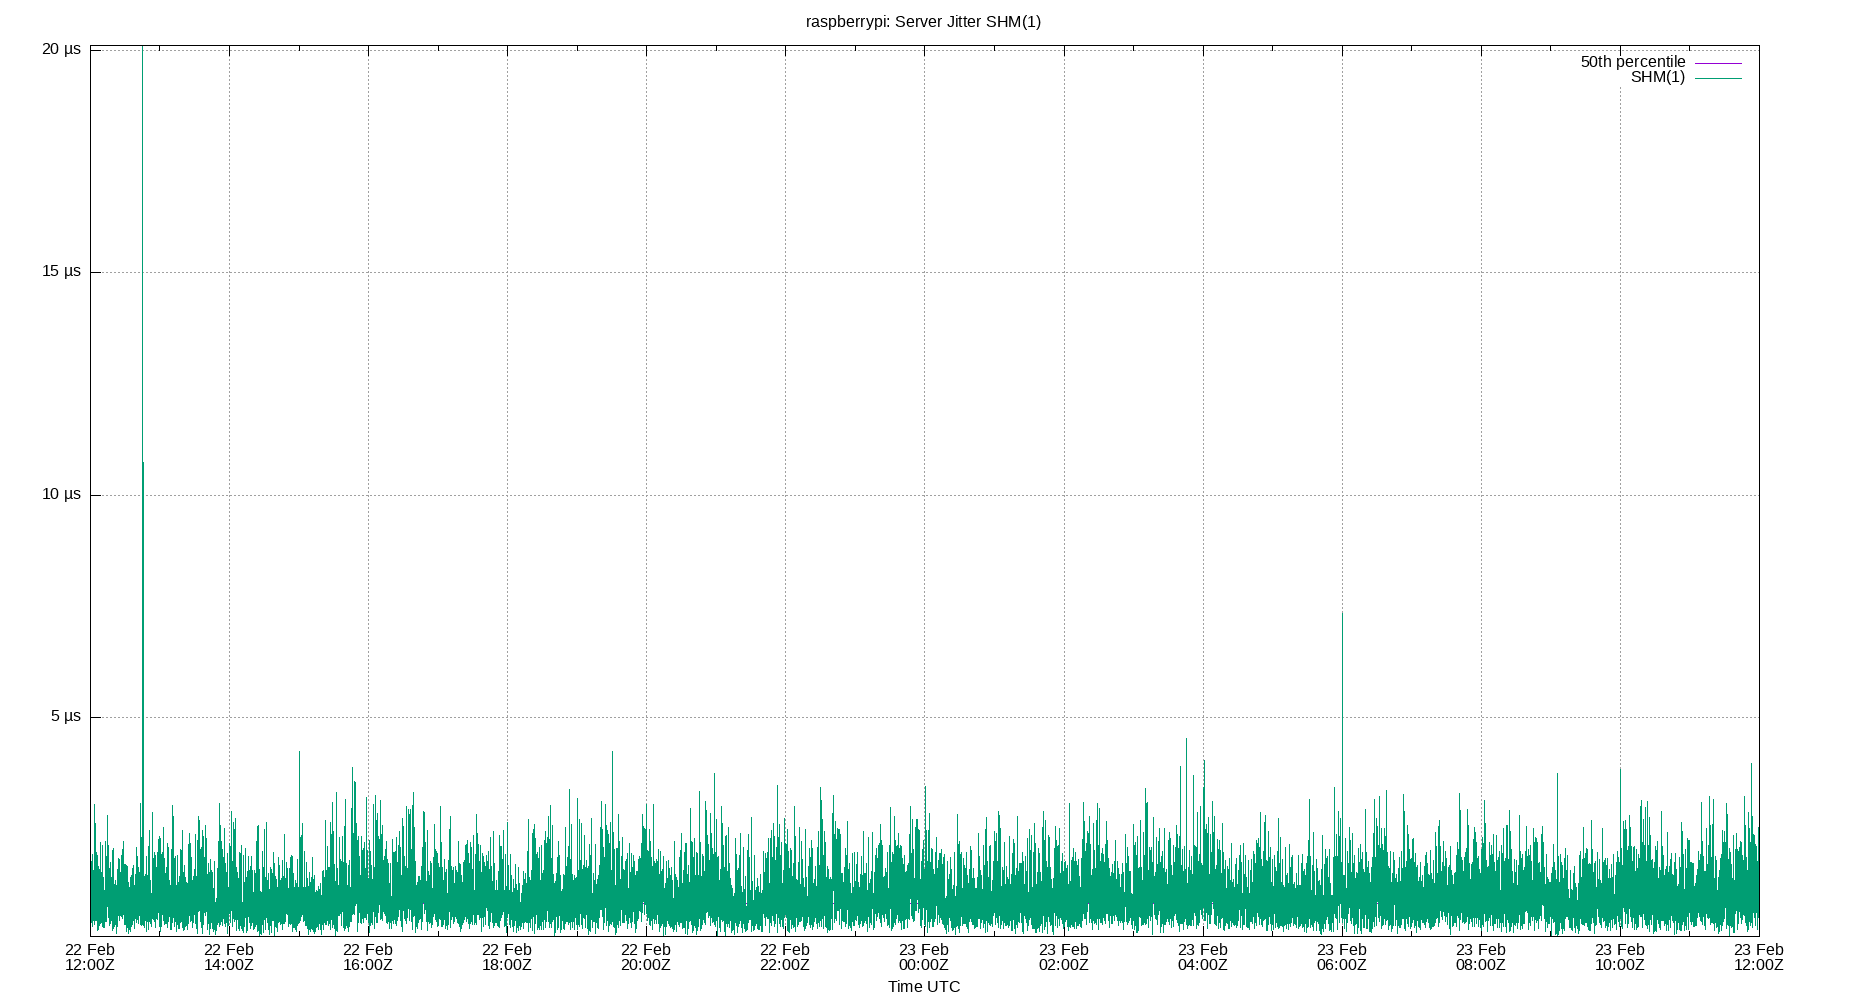 raspberrypi: Server Jitter SHM(1)
20 µs
15 µs
10 µs
5 µs
50th percentile
SHM(1)
22 Feb 22 Feb 22 Feb 22 Feb 22 Feb 22 Feb 23 Feb 23 Feb 23 Feb 23 Feb 23 Feb 23 Feb 23 Feb
12:00Z 14:00Z 16:00Z 18:00Z 20:00Z 22:00Z 00:00Z 02:00Z 04:00Z 06:00Z 08:00Z 10:00Z 12:00Z
Time UTC